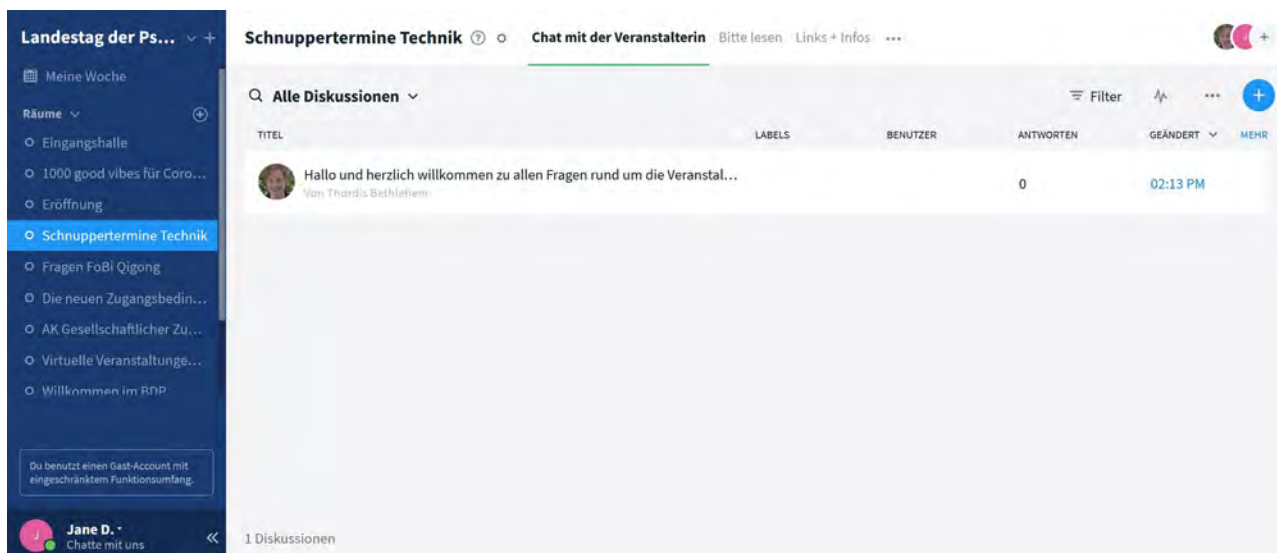 Landestag der Ps...
Meine Woche
Räume
Eingangshalle
1000 good vibes für Coro...
Eröffnung
Schnuppertermine Technik
Fragen FoBi Qigong
Die neuen Zugangsbedin...
AK Gesellschaftlicher Zu...
Virtuelle Veranstaltunge...
Willkommen im BDP
Du benutzt einen Gast-Account mit
eingeschränktem Funktionsumfang.
J
Jane D.
Chatte mit uns
Schnuppertermine Technik Chat mit der Veranstalterin Bitte lesen Links + Infos
Alle Diskussionen Filter
TITEL LABELS BENUTZER ANTWORTEN GEÄNDERT MEHR
Hallo und herzlich willkommen zu allen Fragen rund um die Veranstal... 0 02:13 PM
Von Thordis Bethlehem
1 Diskussionen